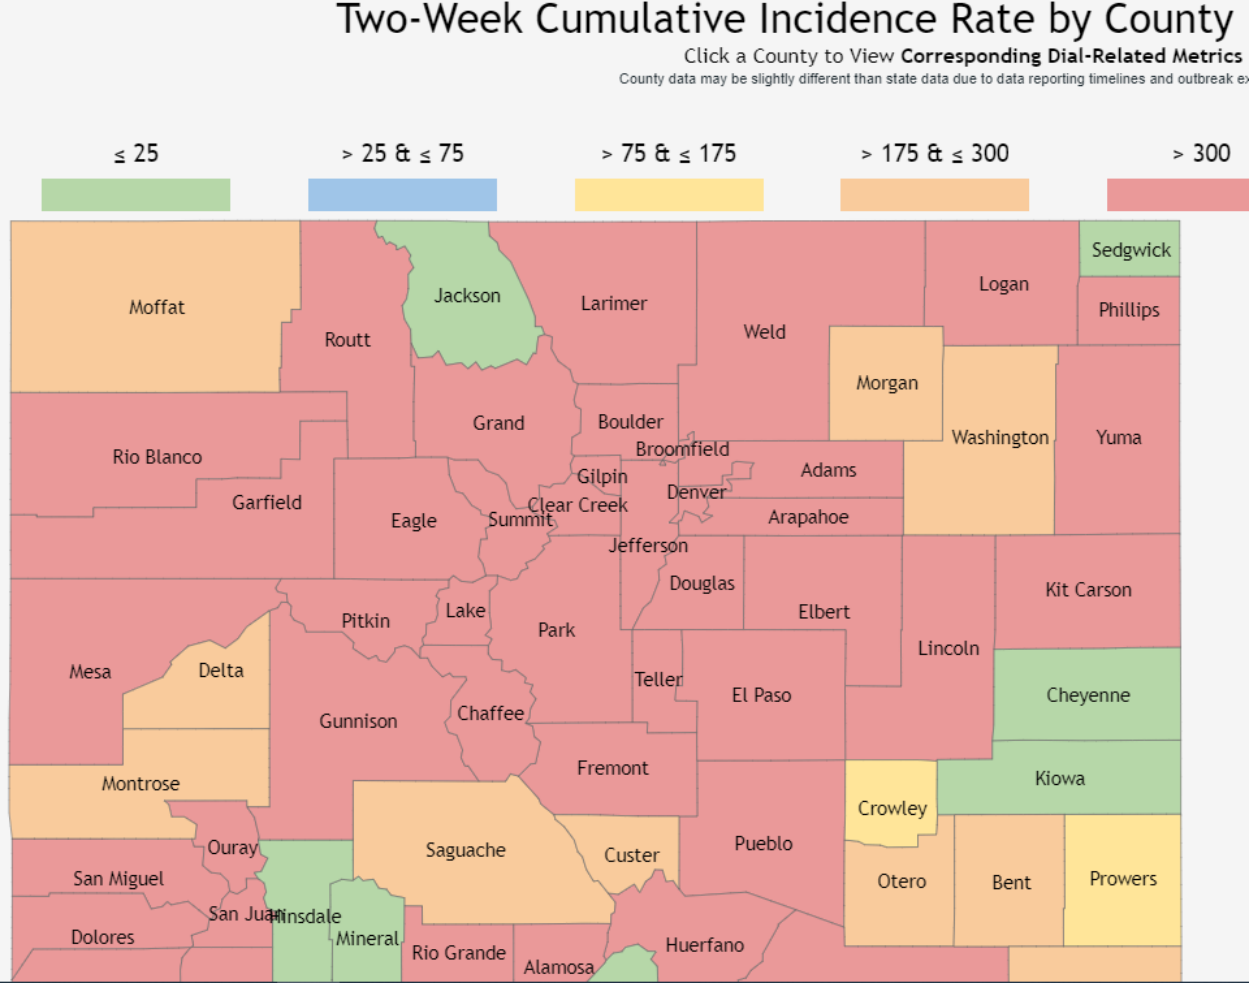 Two-Week Cumulative Incidence Rate by County
Click a County to View Corresponding Dial-Related Metrics
County data may be slightly different than state data due to data reporting timelines and outbreak ex
≤ 25
> 25 & ≤ 75
> 75 & ≤ 175
> 175 & ≤ 300
> 300
Sedgwick
Logan
Jackson
Larimer
Moffat
Phillips
Weld
Routt
Morgan
Boulder
Grand
Washington
Yuma
Broomfield
Rio Blanco
Adams
Gilpin
Denver
Garfield
Clear Creek
Arapahoe
Summit
Eagle
Jefferson
Douglas
Kit Carson
Lake
Elbert
Pitkin
Park
Lincoln
Delta
Mesa
Teller
El Paso
Cheyenne
Chaffee
Gunnison
Fremont
Kiowa
Montrose
Crowley
Pueblo
Ouray
Saguache
Custer
San Miguel
Otero
Bent
Prowers
San Juan
Hinsdale
Dolores
Mineral
Huerfano
Rio Grande
Alamosa